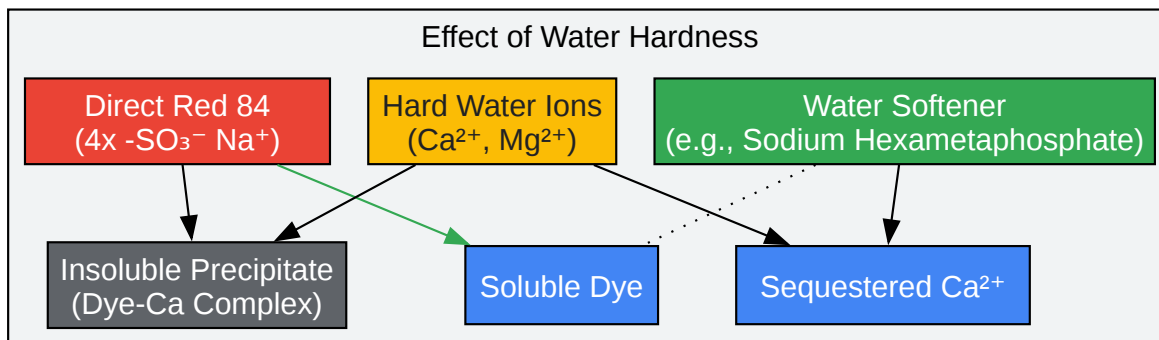 Effect of Water Hardness
Direct Red 84
(4x -SO₃⁻ Na⁺)
Hard Water Ions
(Ca²⁺, Mg²⁺)
Water Softener
(e.g., Sodium Hexametaphosphate)
Insoluble Precipitate
(Dye-Ca Complex)
Soluble Dye
Sequestered Ca²⁺